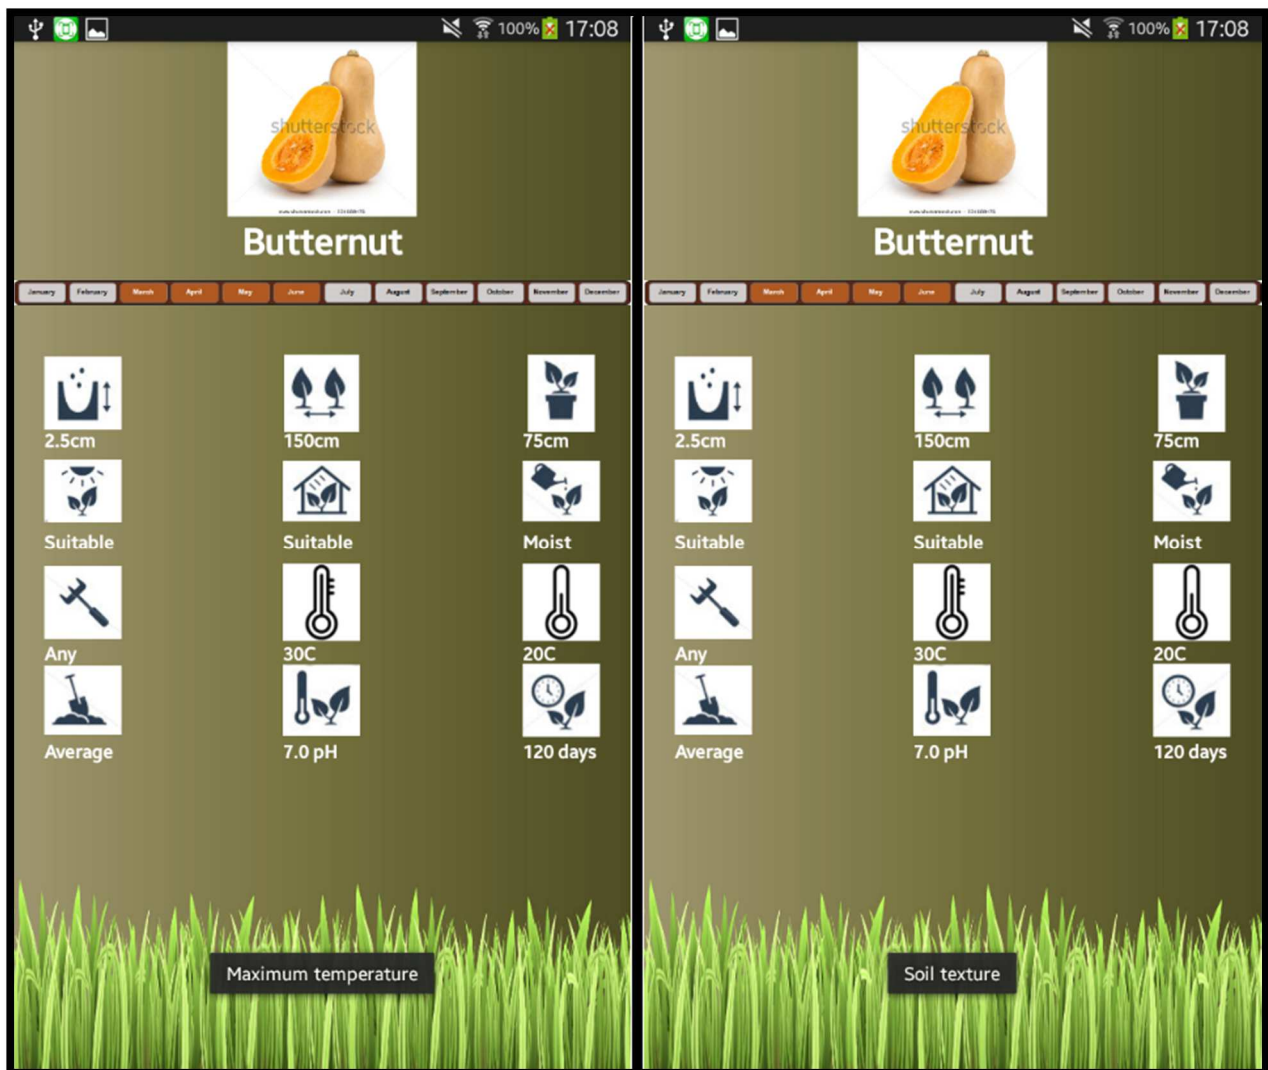 100% 17:08
shutterstock
Butternut
January February March April May June July August September October November December
2.5cm 150cm 75cm
Suitable Suitable Moist
Any 30C 20C
Average 7.0 pH 120 days
Maximum temperature
100% 17:08
shutterstock
Butternut
January February March April May June July August September October November December
2.5cm 150cm 75cm
Suitable Suitable Moist
Any 30C 20C
Average 7.0 pH 120 days
Soil texture